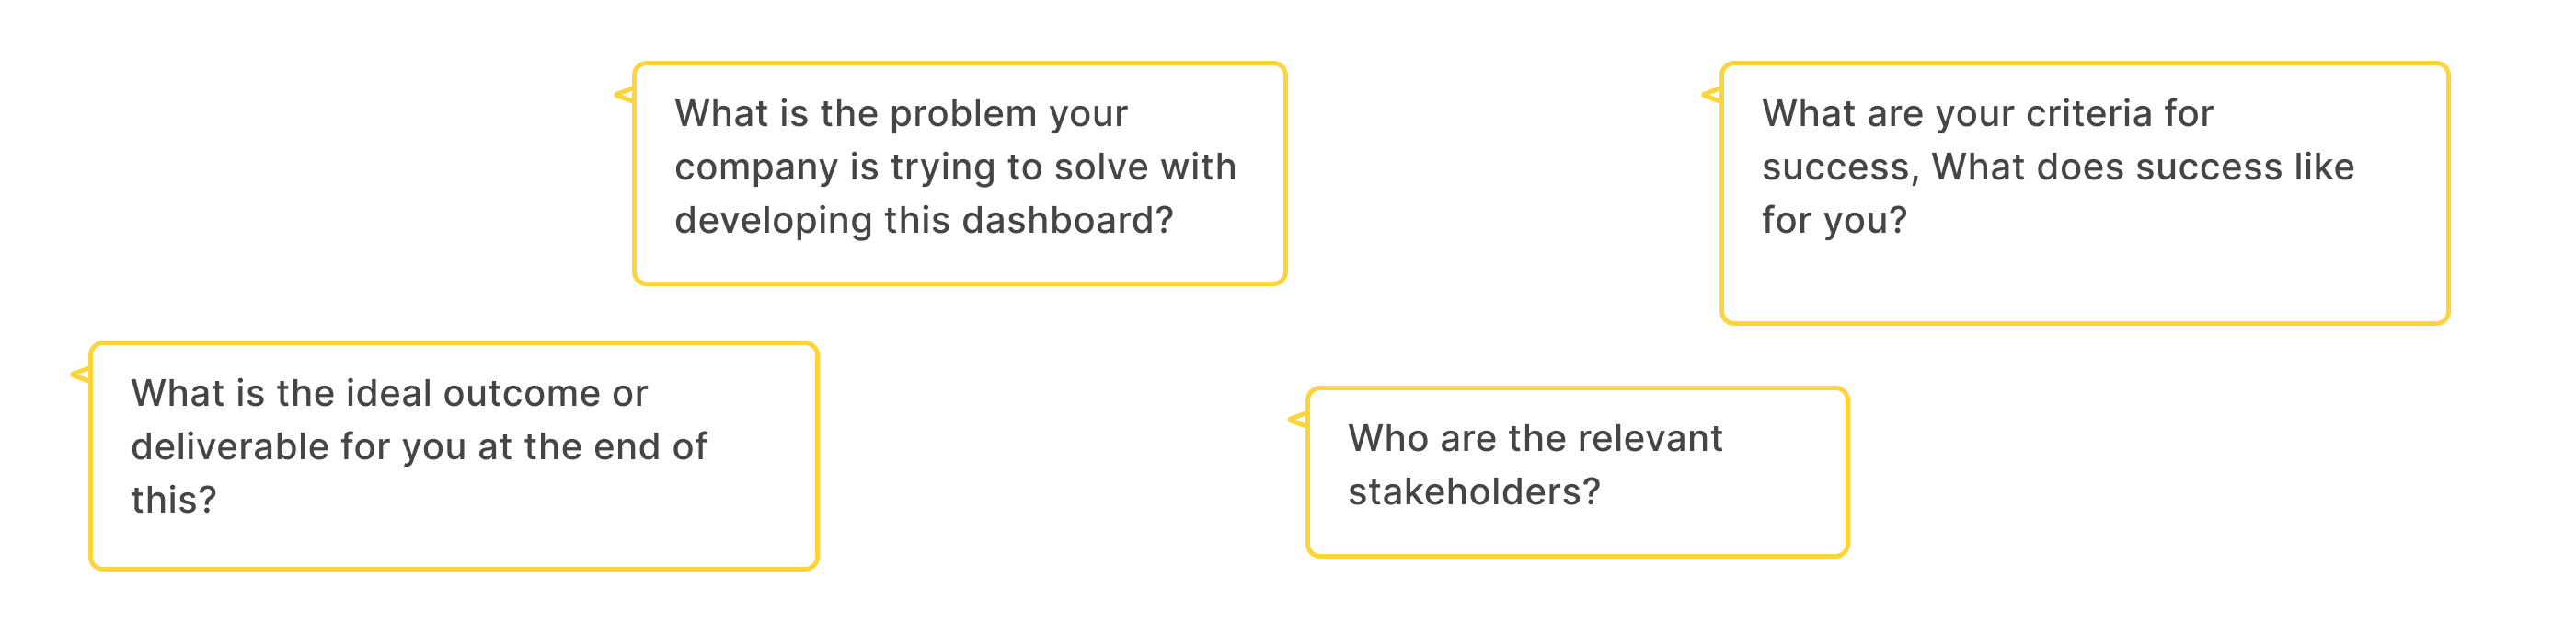 What is the problem your
company is trying to solve with
developing this dashboard?
What are your criteria for
success, What does success like
for you?
What is the ideal outcome or
deliverable for you at the end of
this?
Who are the relevant
stakeholders?